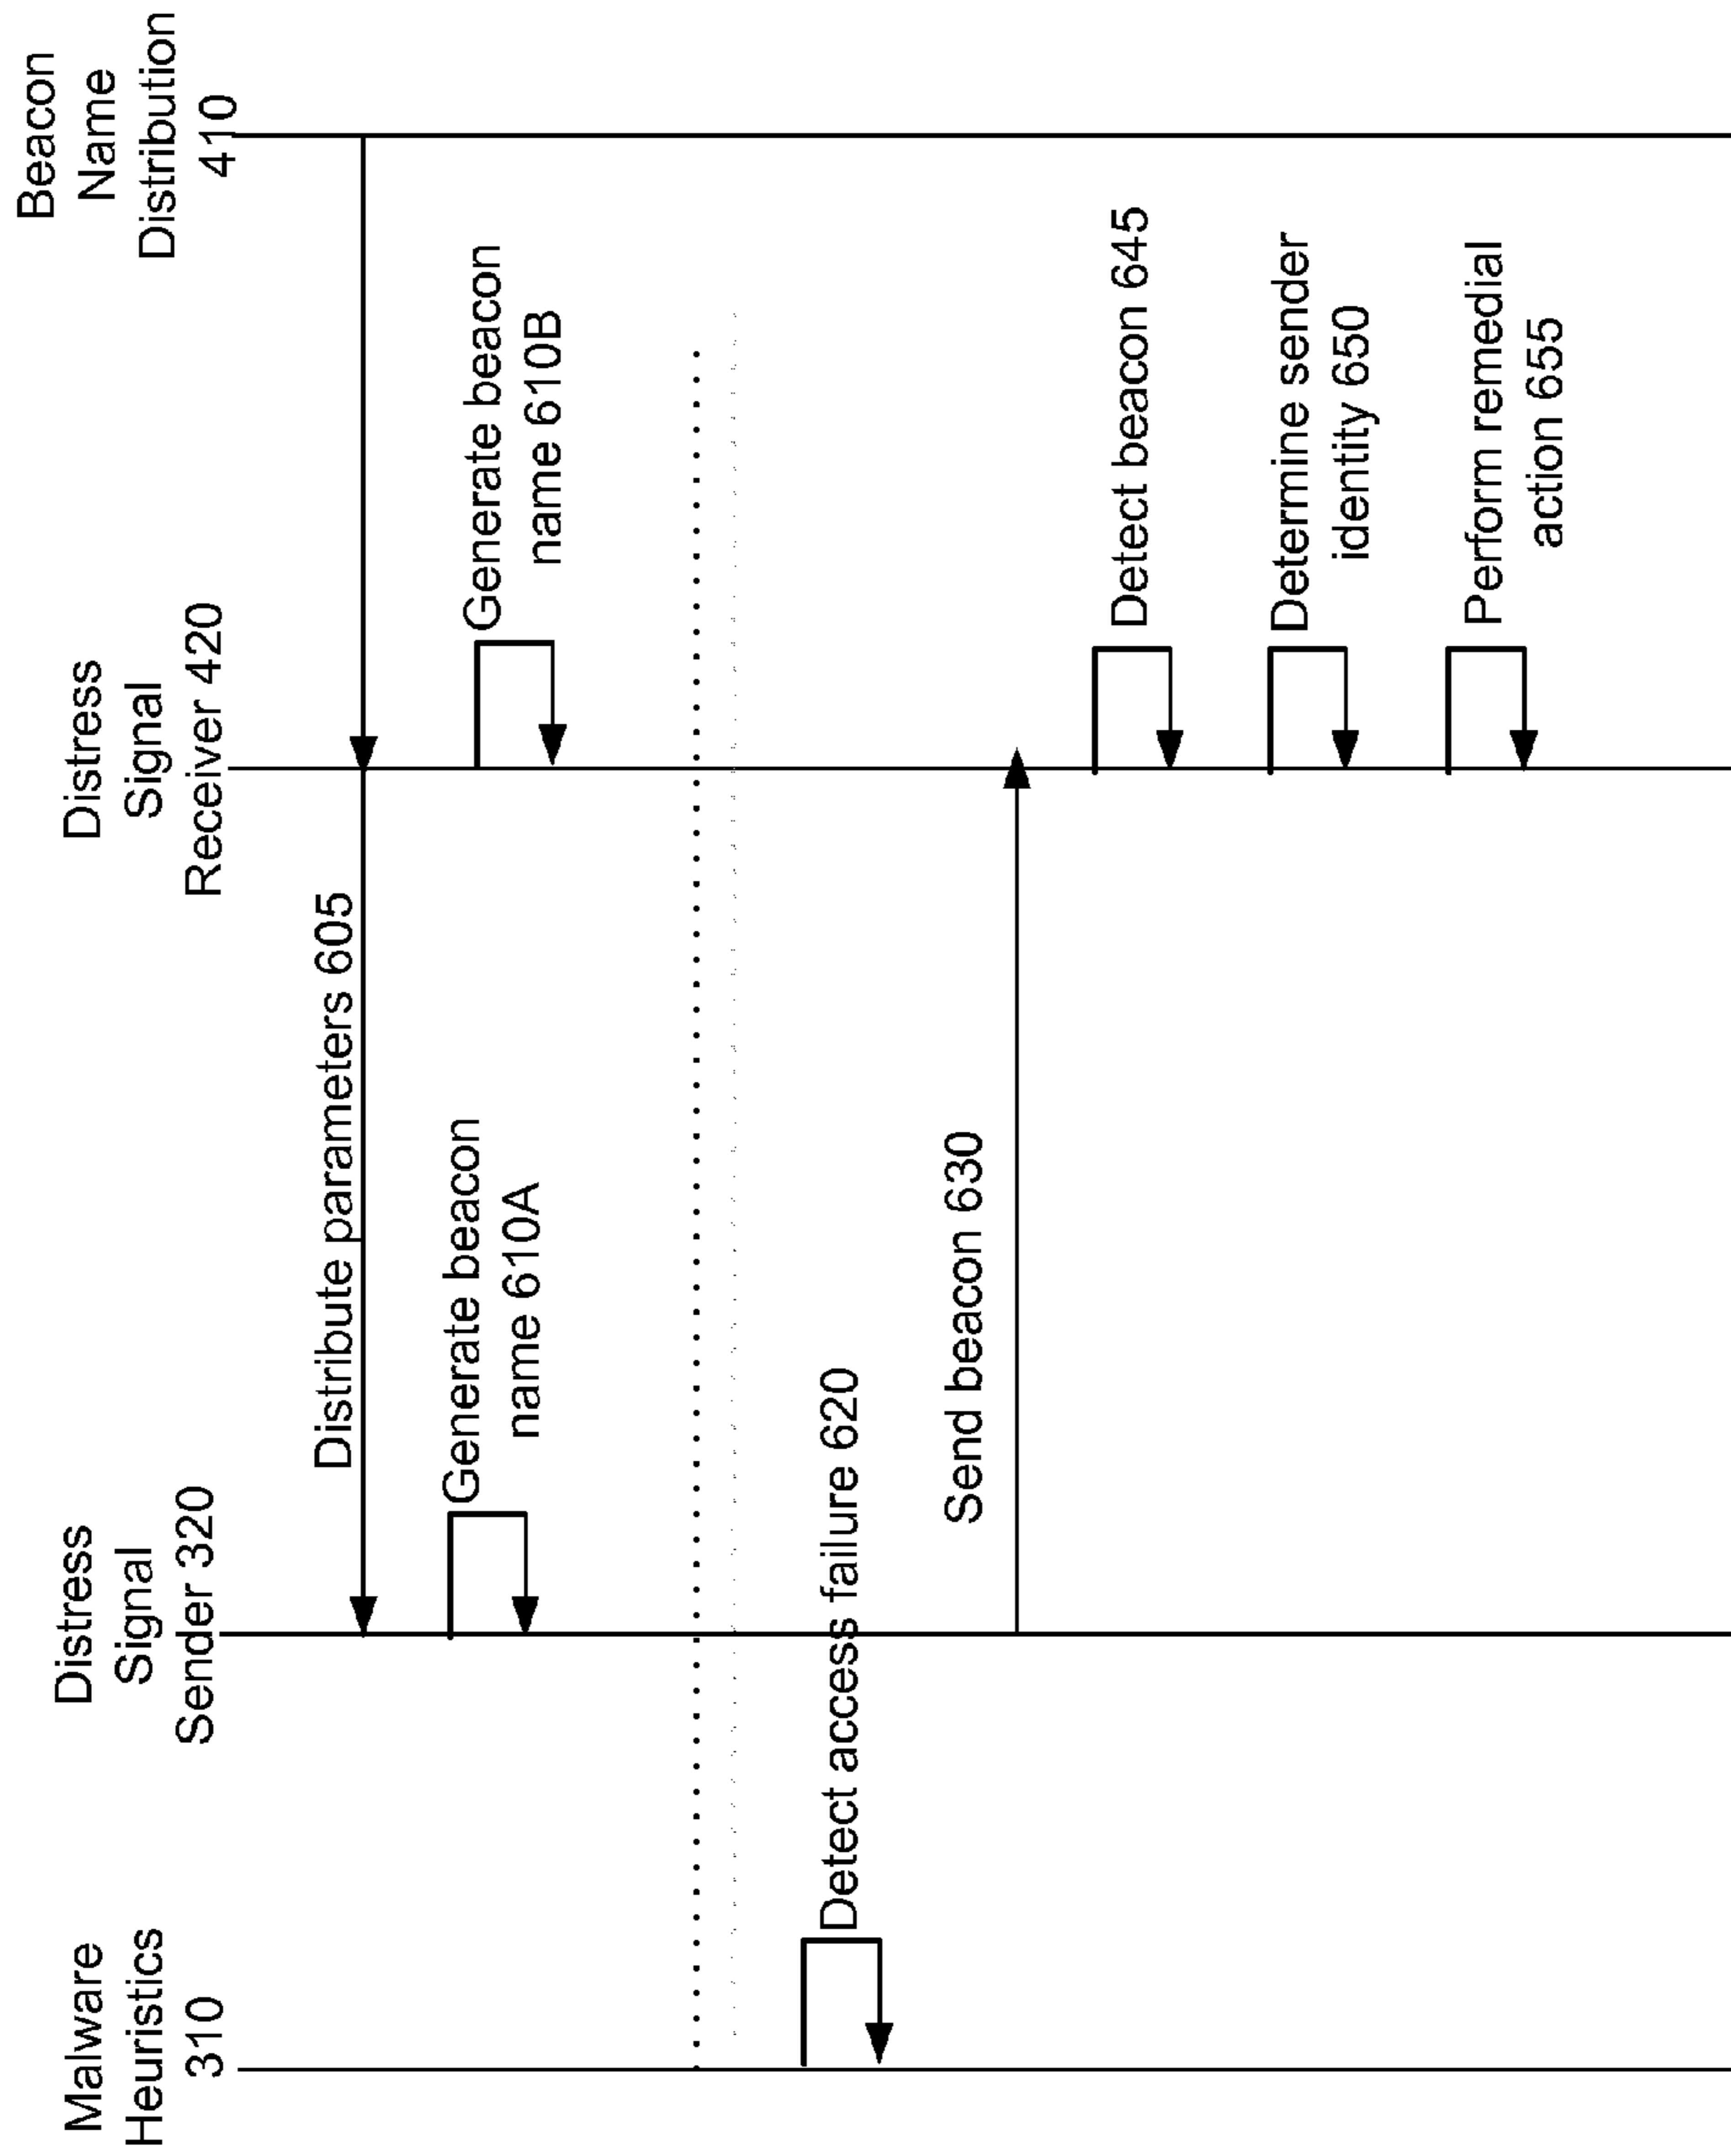 Malware
Heuristics
310
Distress
Signal
Sender 320
Distress
Signal
Receiver 420
Beacon
Name
Distribution
410
Distribute parameters 605
Generate beacon
name 610A
Generate beacon
name 610B
Detect access failure 620
Send beacon 630
Detect beacon 645
Determine sender
identity 650
Perform remedial
action 655